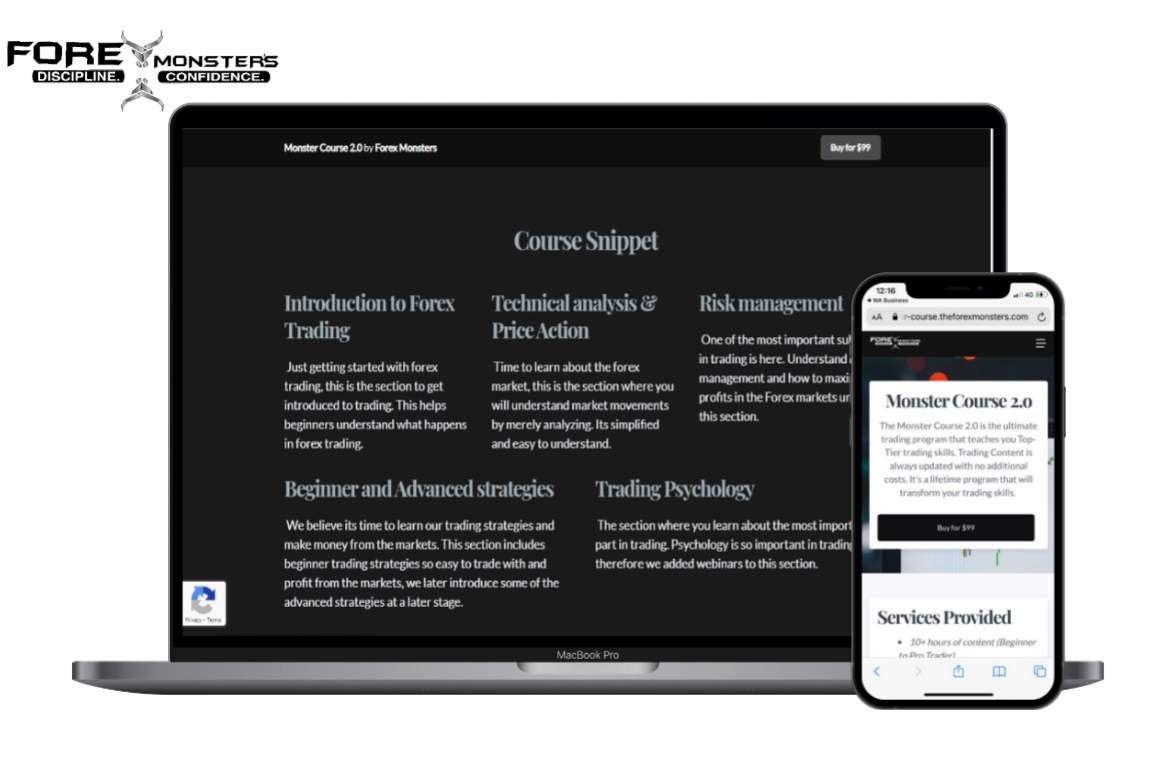 FOREX MONSTER'S
DISCIPLINE. CONFIDENCE.
Monster Course 2.0 by Forex Monsters
Buy for $99
Course Snippet
Introduction to Forex
Trading
Just getting started with forex
trading, this is the section to get
introduced to trading. This helps
beginners understand what happens
in forex trading.
Technical analysis &
Price Action
Time to learn about the forex
market, this is the section where you
will understand market movements
by merely analyzing. Its simplified
and easy to understand.
Risk management
One of the most important
in trading is here. Understand
management and how to
profits in the Forex markets
this section.
Beginner and Advanced strategies
We believe its time to learn our trading strategies and
make money from the markets. This section includes
beginner trading strategies so easy to trade with and
profit from the markets, we later introduce some of the
advanced strategies at a later stage.
Trading Psychology
The section where you learn about the most
part in trading. Psychology is so important in trading
therefore we added webinars to this section.
Privacy - Terms
MacBook Pro
12:16
4G
WA Business
AA r-course.theforexmonsters.com
Monster Course 2.0
The Monster Course 2.0 is the ultimate
trading program that teaches you Top-
Tier trading skills. Trading Content is
always updated with no additional
costs. It's a lifetime program that will
transform your trading skills.
Buy for $99
Services Provided
• 10+ hours of content (Beginner
to Pro Trader)